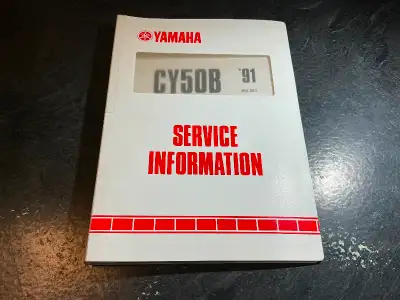 YAMAHA
CY50B '91
SERVICE
INFORMATION